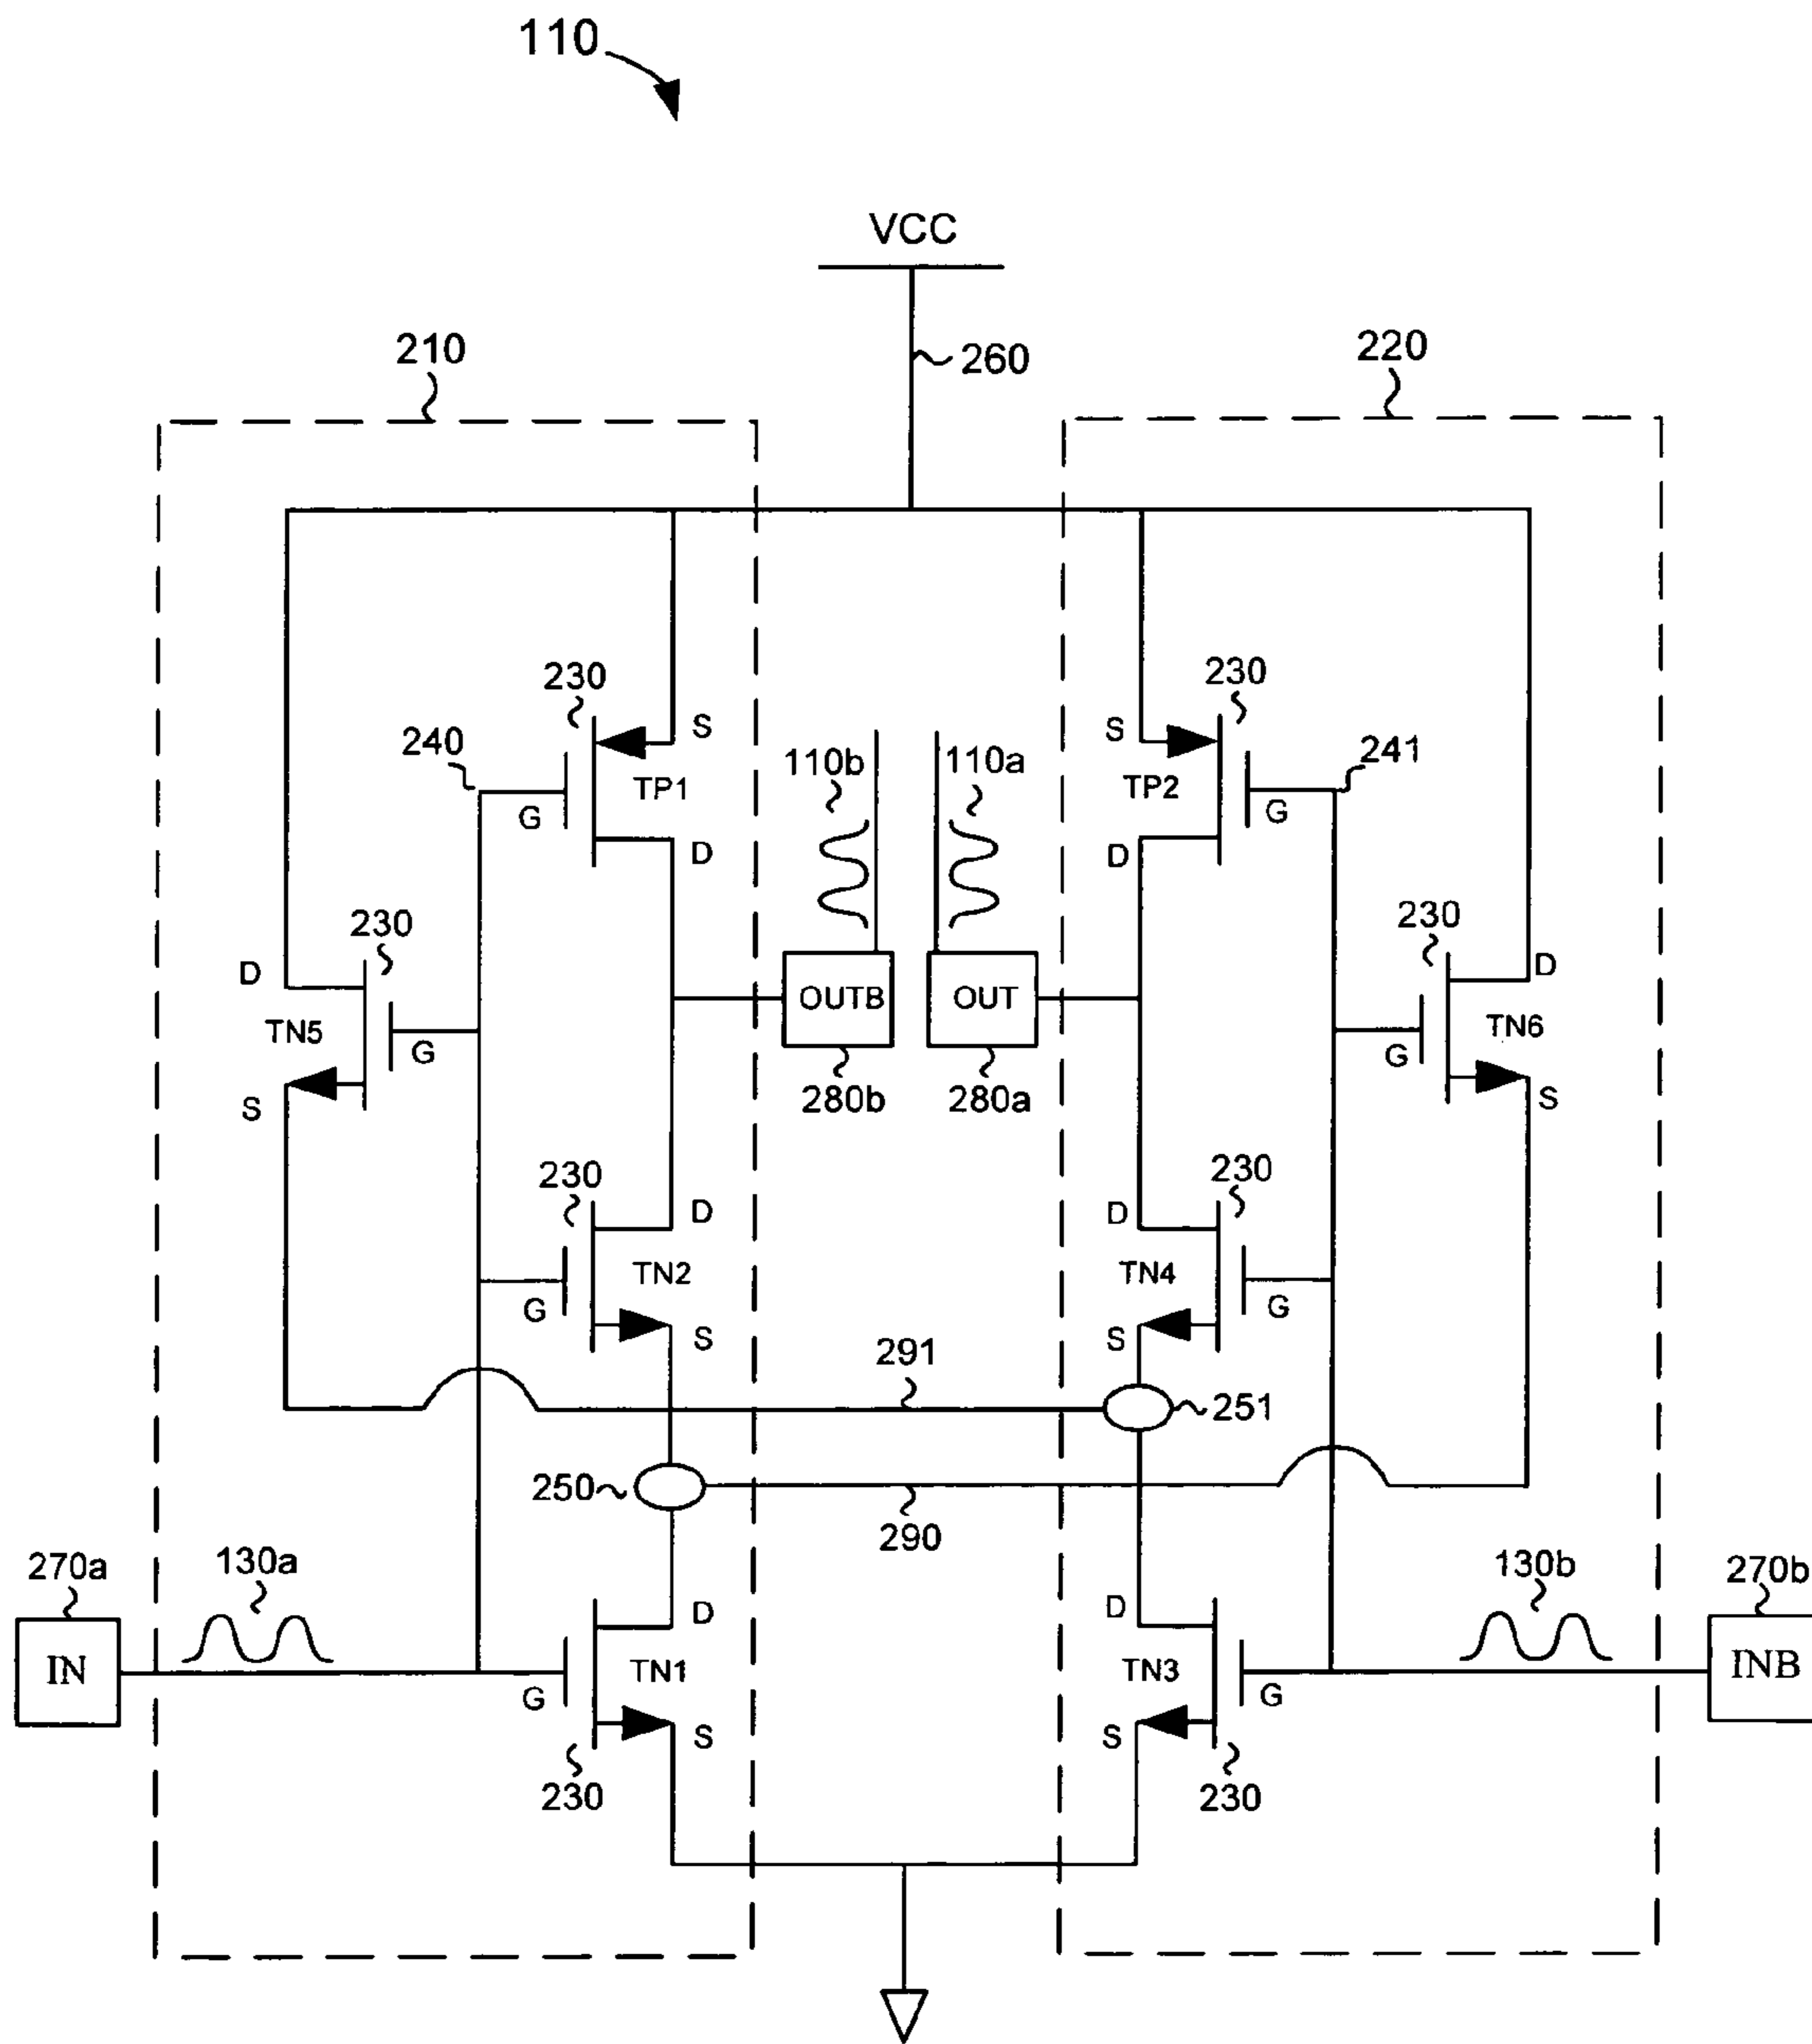 110
VCC
210
260
220
230
S
TP1
G
D
240
230
S
TP2
G
D
241
110b
110a
230
D
TN5
G
S
OUTB
OUT
280b
280a
230
D
TN6
G
S
230
D
TN2
G
S
230
D
TN4
G
S
291
251
250
290
270a
130a
IN
D
TN1
G
S
230
D
TN3
G
S
230
130b
270b
INB